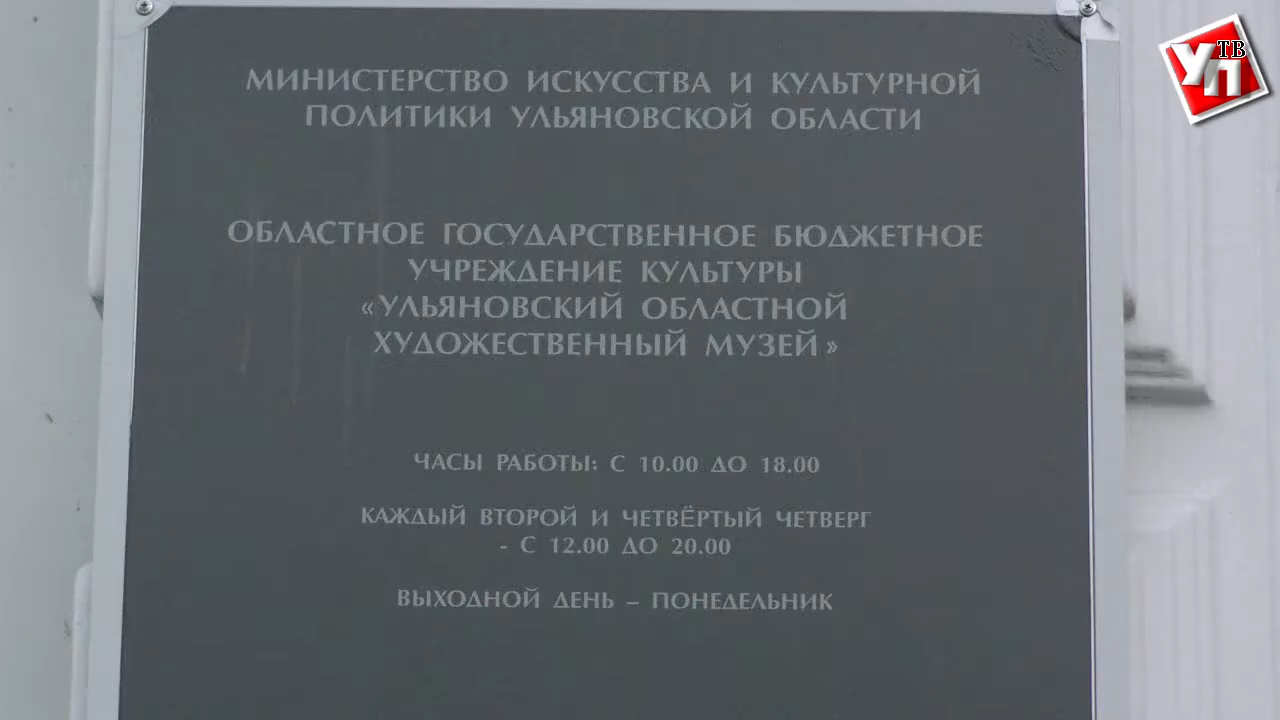 МИНИСТЕРСТВО ИСКУССТВА И КУЛЬТУРНОЙ
ПОЛИТИКИ УЛЬЯНОВСКОЙ ОБЛАСТИ
ОБЛАСТНОЕ ГОСУДАРСТВЕННОЕ БЮДЖЕТНОЕ
УЧРЕЖДЕНИЕ КУЛЬТУРЫ
«УЛЬЯНОВСКИЙ ОБЛАСТНОЙ
ХУДОЖЕСТВЕННЫЙ МУЗЕЙ»
ЧАСЫ РАБОТЫ: С 10.00 ДО 18.00
КАЖДЫЙ ВТОРОЙ И ЧЕТВЁРТЫЙ ЧЕТВЕРГ
- С 12.00 ДО 20.00
ВЫХОДНОЙ ДЕНЬ – ПОНЕДЕЛЬНИК
УП ТВ